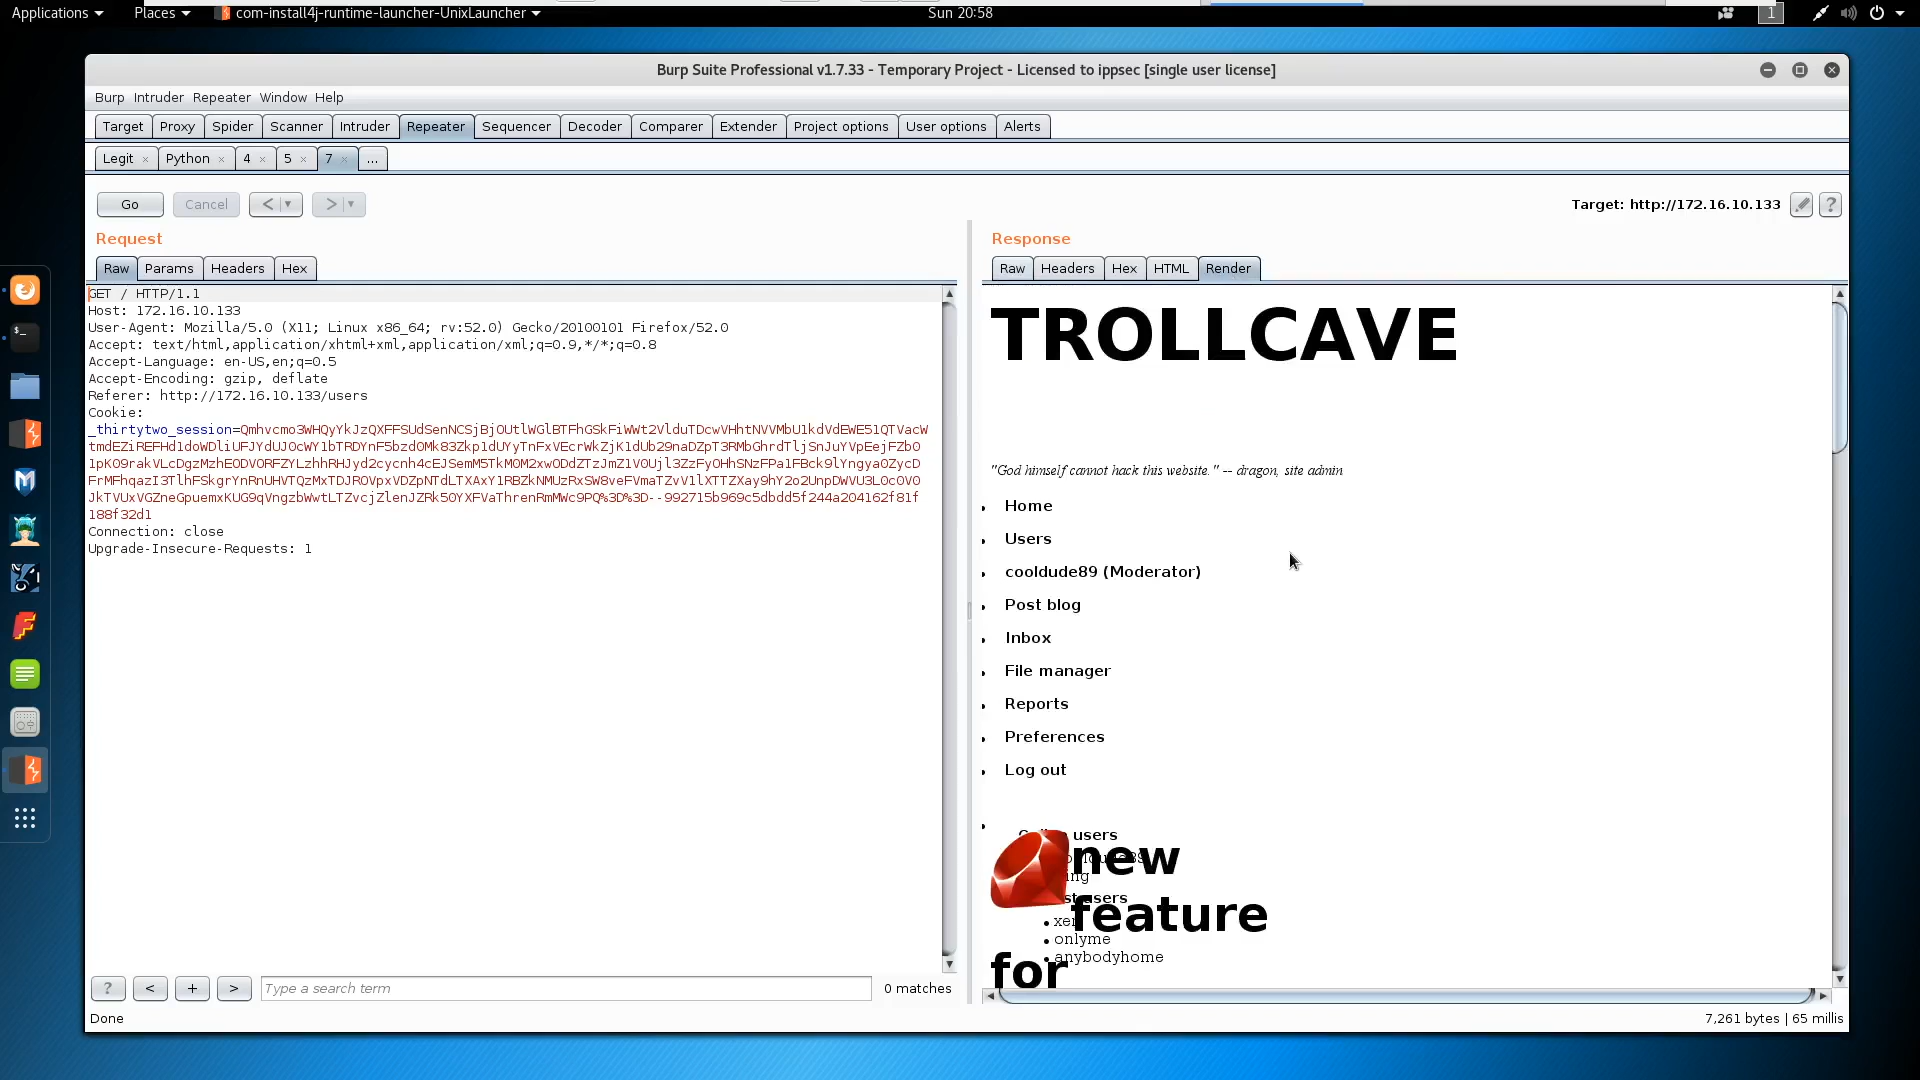 Applications Places com-install4j-runtime-launcher-UnixLauncher Sun 20:58 1
Burp Suite Professional v1.7.33 - Temporary Project - Licensed to ippsec [single user license]
Burp Intruder Repeater Window Help
Target Proxy Spider Scanner Intruder Repeater Sequencer Decoder Comparer Extender Project options User options Alerts
Legit × Python × 4 × 5 × 7 × ...
Go Cancel < > Target: http://172.16.10.133 ?
Request
Raw Params Headers Hex
GET / HTTP/1.1
Host: 172.16.10.133
User-Agent: Mozilla/5.0 (X11; Linux x86_64; rv:52.0) Gecko/20100101 Firefox/52.0
Accept: text/html,application/xhtml+xml,application/xml;q=0.9,*/*;q=0.8
Accept-Language: en-US,en;q=0.5
Accept-Encoding: gzip, deflate
Referer: http://172.16.10.133/users
Cookie:
_thirtytwo_session=
188f32d1
Connection: close
Upgrade-Insecure-Requests: 1
? < + > Type a search term 0 matches
Response
Raw Headers Hex HTML Render
TROLLCAVE
"God himself cannot hack this website." -- dragon, site admin
Home
Users
cooldude89 (Moderator)
Post blog
Inbox
File manager
Reports
Preferences
Log out
users
new
feature
onlyme
anybodyhome
for
Done 7,261 bytes | 65 millis